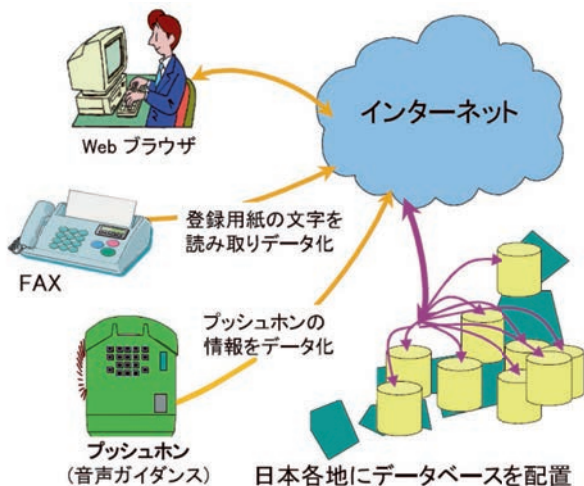 Web ブラウザ
インターネット
登録用紙の文字を
読み取りデータ化
FAX
プッシュホンの
情報をデータ化
プッシュホン
(音声ガイダンス)
日本各地にデータベースを配置